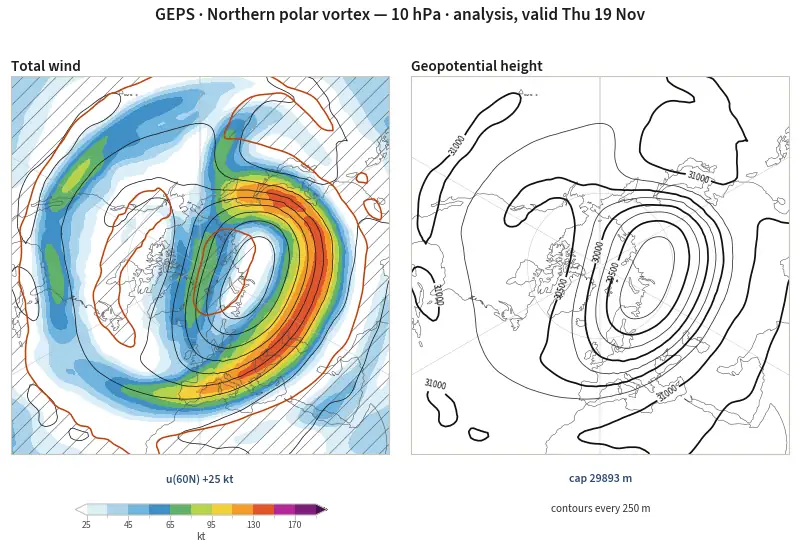 GEPS · Northern polar vortex — 10 hPa · analysis, valid Thu 19 Nov
Total wind
Geopotential height
31000
31000
30000
30500
29500
31000
31000
31000
u(60N) +25 kt
cap 29893 m
contours every 250 m
25 45 65 95 130 170
kt